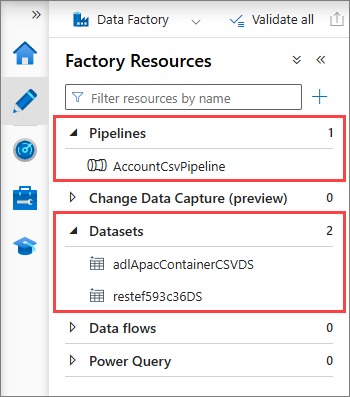 Data Factory
Validate all
Factory Resources
Filter resources by name
Pipelines 1
AccountCsvPipeline
Change Data Capture (preview) 0
Datasets 2
adlApacContainerCSVDS
restef593c36DS
Data flows 0
Power Query 0